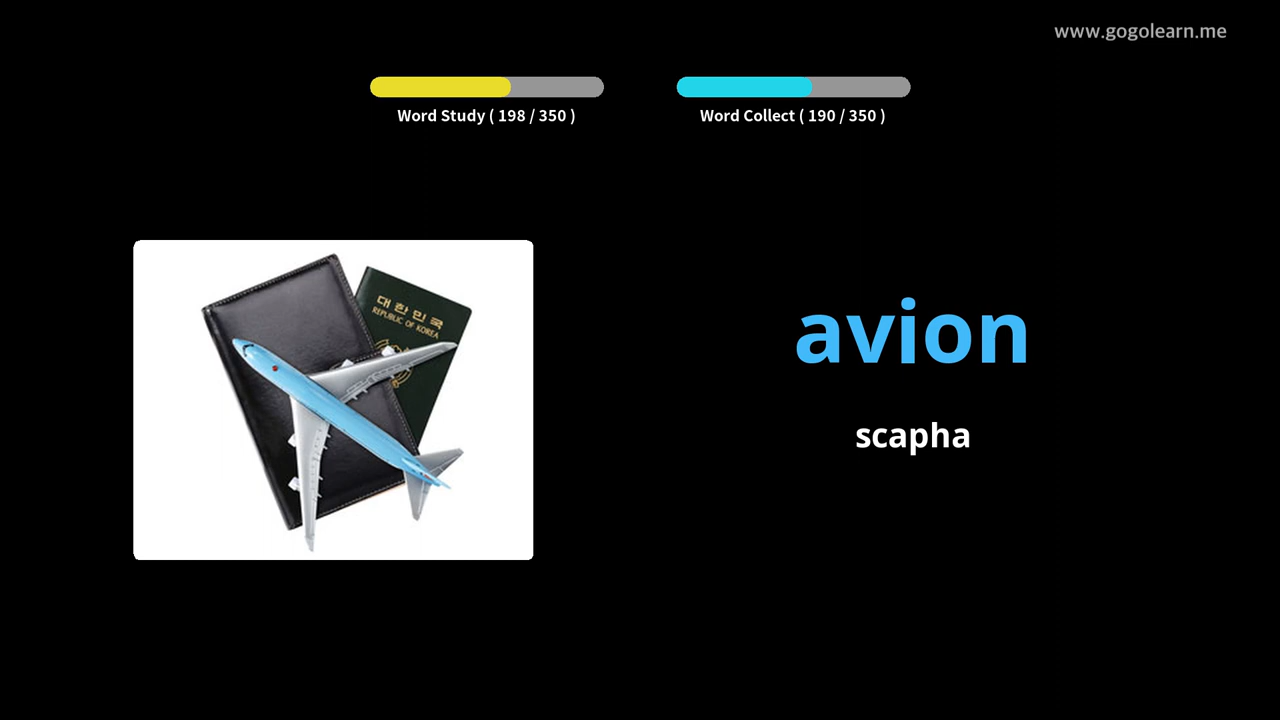 www.gogolearn.me
Word Study ( 198 / 350 )
Word Collect ( 190 / 350 )
대한민국
REPUBLIC OF KOREA
avion
scapha